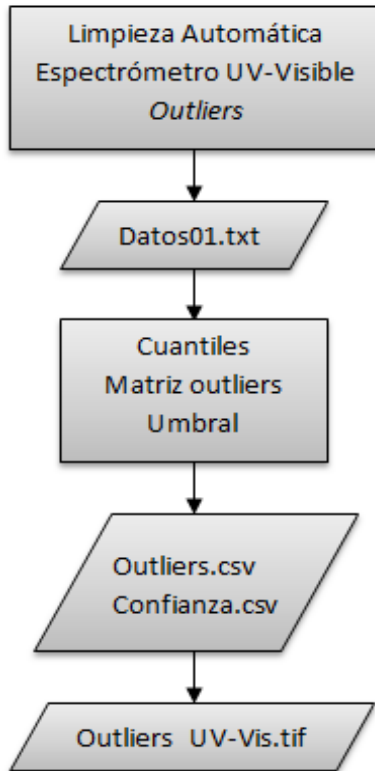 Limpieza Automática
Espectrómetro UV-Visible
Outliers
Datos01.txt
Cuantiles
Matriz outliers
Umbral
Outliers.csv
Confianza.csv
Outliers UV-Vis.tif